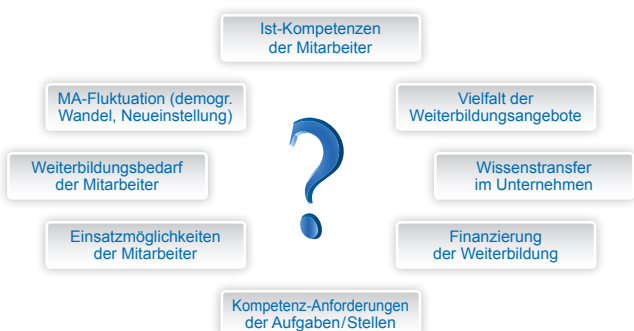 Ist-Kompetenzen
der Mitarbeiter
MA-Fluktuation (demogr.
Wandel, Neueinstellung)
Vielfalt der
Weiterbildungsangebote
Weiterbildungsbedarf
der Mitarbeiter
Wissenstransfer
im Unternehmen
Einsatzmöglichkeiten
der Mitarbeiter
Finanzierung
der Weiterbildung
Kompetenz-Anforderungen
der Aufgaben/Stellen
?